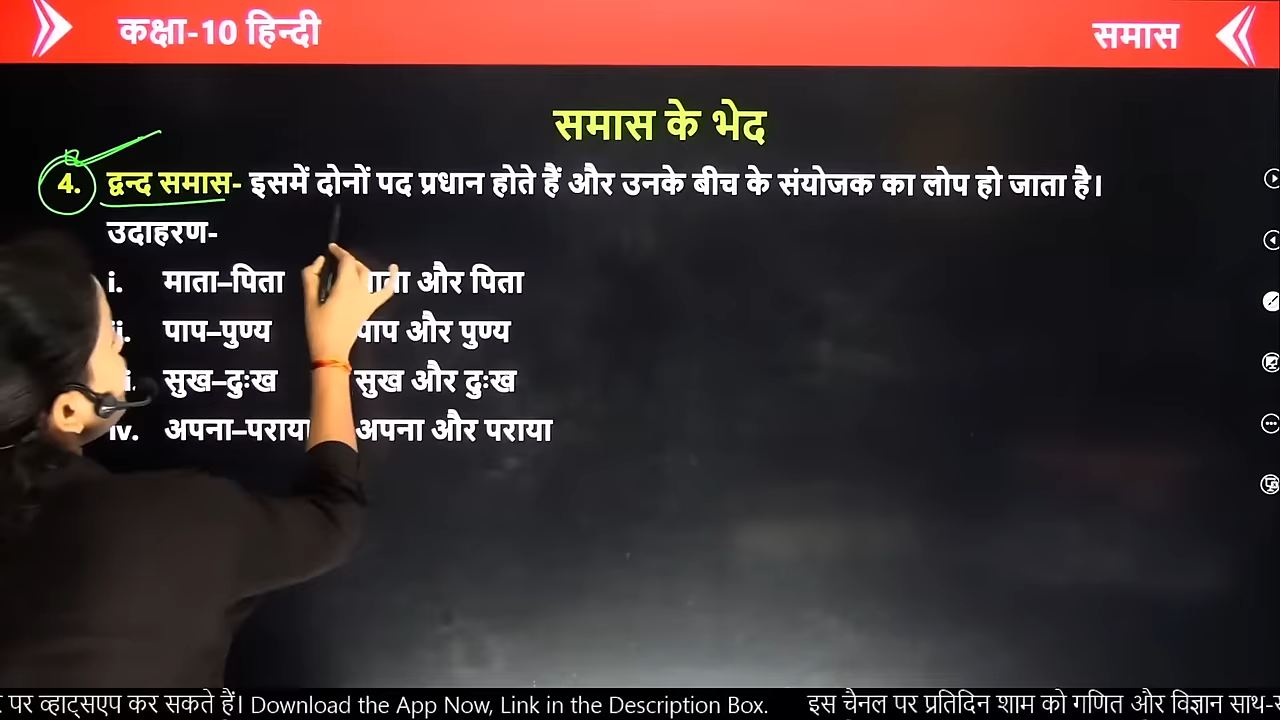 कक्षा-10 हिन्दी
समास
समास के भेद
4. द्वन्द समास- इसमें दोनों पद प्रधान होते हैं और उनके बीच के संयोजक का लोप हो जाता है।
उदाहरण-
i. माता–पिता और पिता
पाप–पुण्य पाप और पुण्य
सुख–दुःख सुख और दुःख
iv. अपना–पराया अपना और पराया
पर व्हाट्सएप कर सकते हैं। Download the App Now, Link in the Description Box. इस चैनल पर प्रतिदिन शाम को गणित और विज्ञान